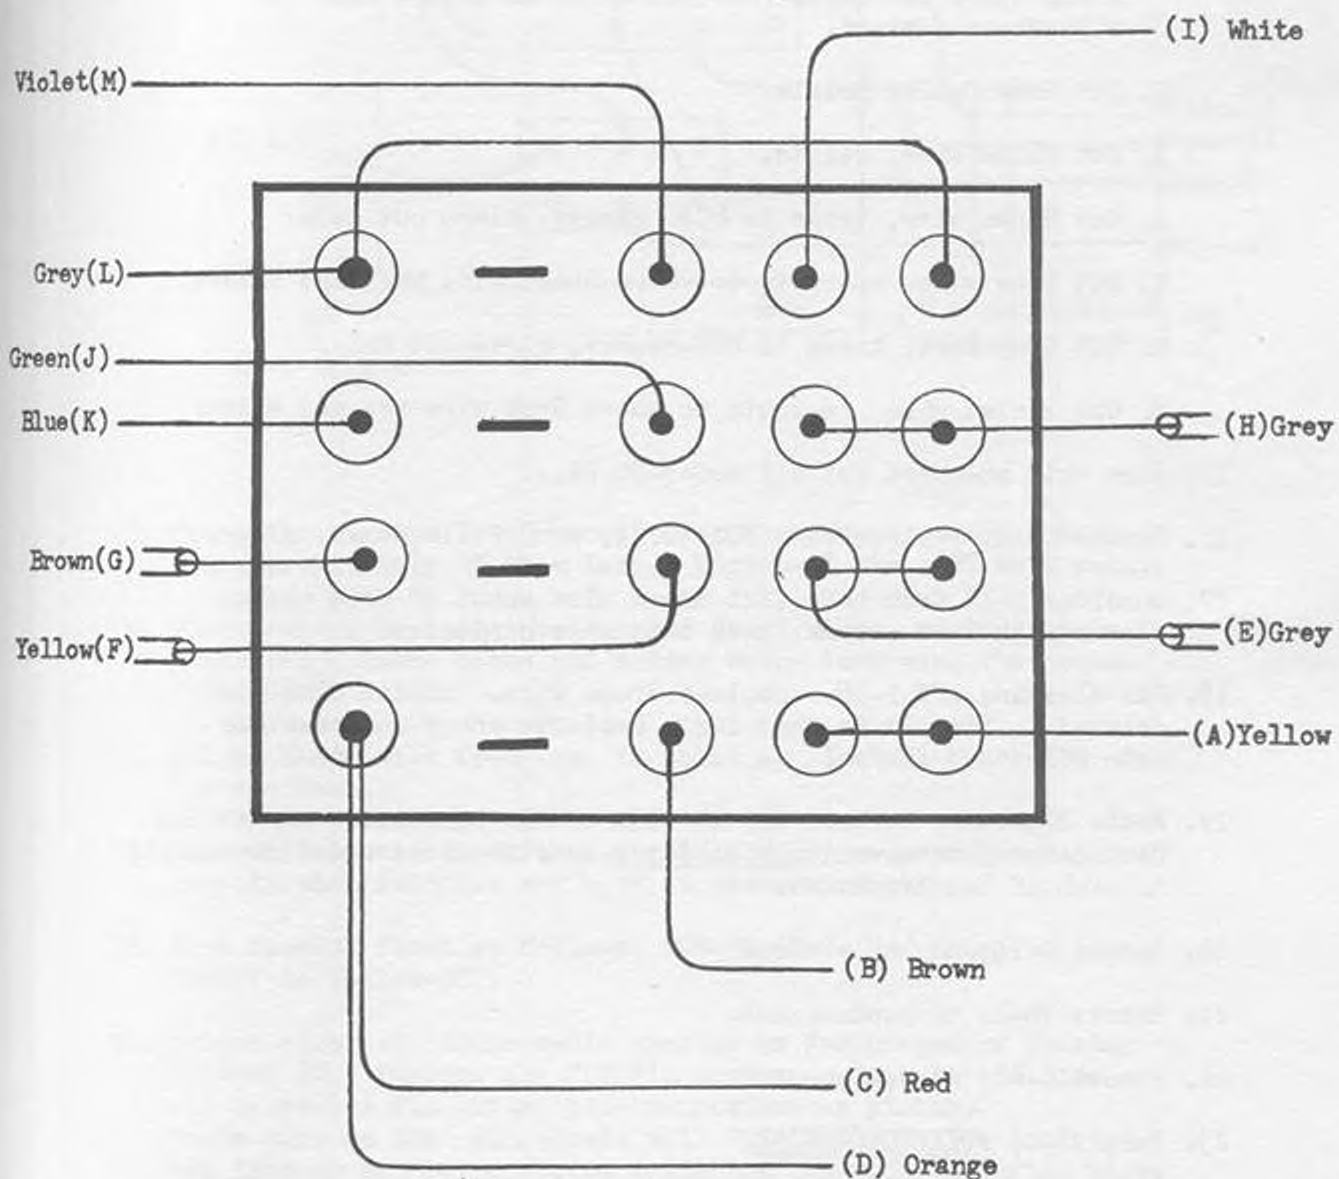 (I) White
Violet(M)
Grey(L)
Green(J)
Blue(K)
(H)Grey
Brown(G)
Yellow(F)
(E)Grey
(A)Yellow
(B) Brown
(C) Red
(D) Orange